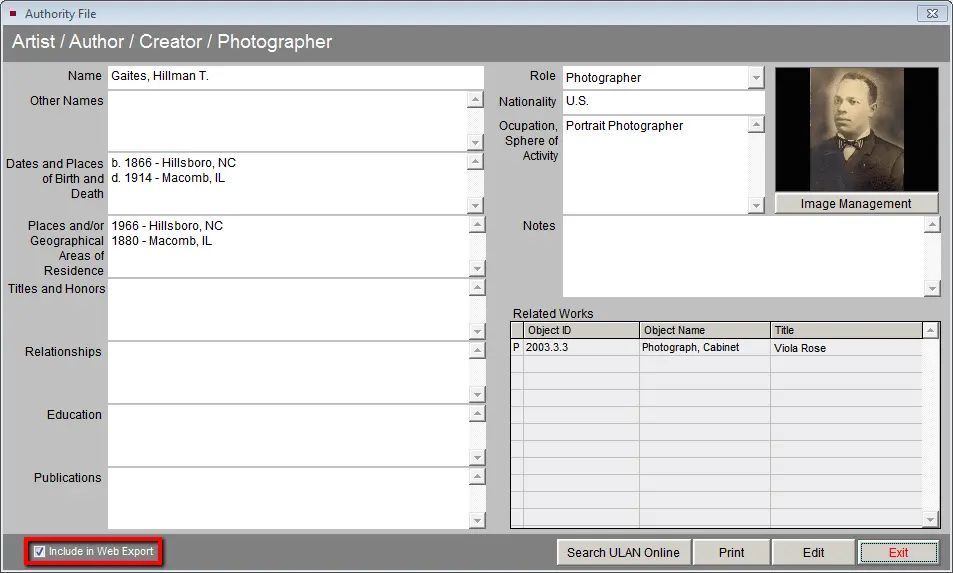 Authority File
Artist / Author / Creator / Photographer
Name
Gaites, Hillman T.
Other Names
Dates and Places
of Birth and
Death
b. 1866 - Hillsboro, NC
d. 1914 - Macomb, IL
Places and/or
Geographical
Areas of
Residence
1966 - Hillsboro, NC
1880 - Macomb, IL
Titles and Honors
Relationships
Education
Publications
Role
Photographer
Nationality
U.S.
Ocupation,
Sphere of
Activity
Portrait Photographer
Image Management
Notes
Related Works
Object ID Object Name Title
P 2003.3.3 Photograph, Cabinet Viola Rose
Include in Web Export
Search ULAN Online Print Edit Exit